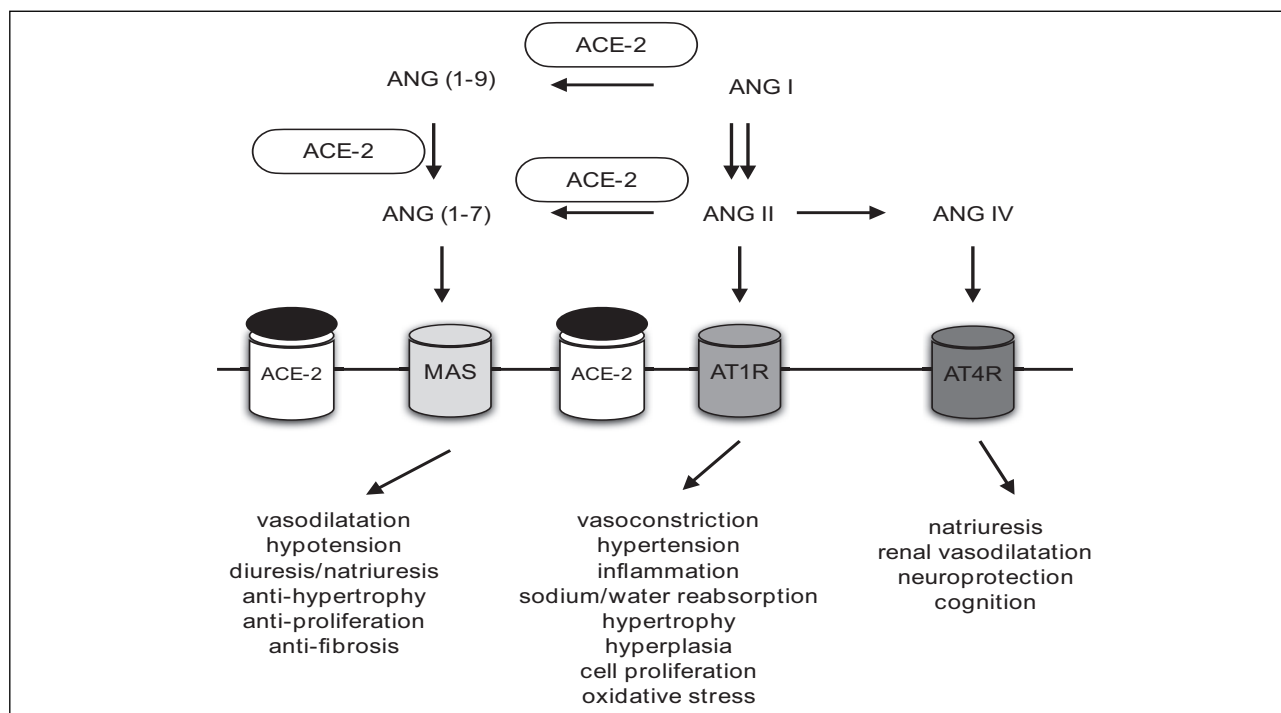 ACE-2
ANG (1-9)
ANG I
ACE-2
ACE-2
ANG (1-7)
ANG II
ANG IV
ACE-2
MAS
ACE-2
AT1R
AT4R
vasodilatation
hypotension
diuresis/natriuresis
anti-hypertrophy
anti-proliferation
anti-fibrosis
vasoconstriction
hypertension
inflammation
sodium/water reabsorption
hypertrophy
hyperplasia
cell proliferation
oxidative stress
natriuresis
renal vasodilatation
neuroprotection
cognition